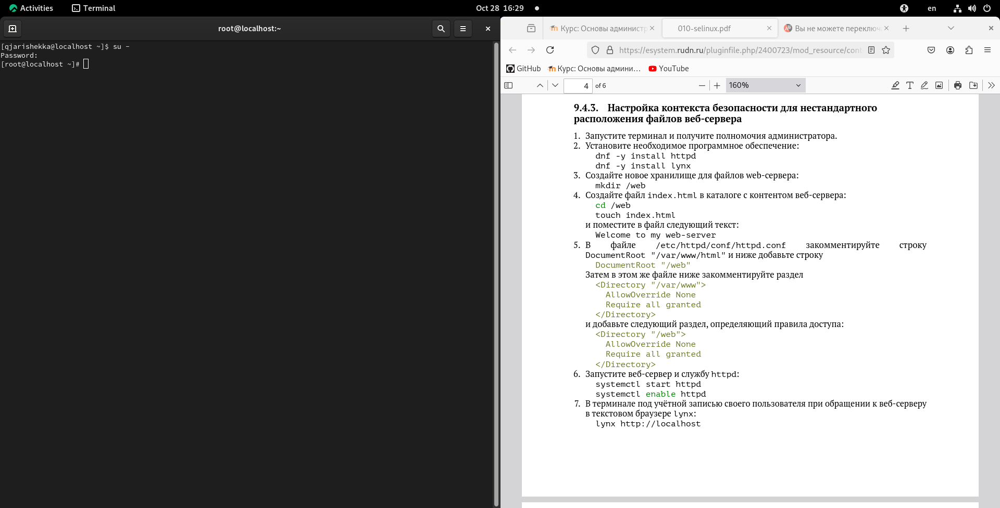 Activities
Terminal
Oct 28 16:29
en
root@localhost:~
[qjarishekka@localhost ~]$ su -
Password:
[root@localhost ~]#
Курс: Основы администр
010-selinux.pdf
Вы не можете переключ
https://esystem.rudn.ru/pluginfile.php/2400723/mod_resource/cont
GitHub
Курс: Основы админи…
YouTube
4 of 6
160%
9.4.3. Настройка контекста безопасности для нестандартного
расположения файлов веб-сервера
1. Запустите терминал и получите полномочия администратора.
2. Установите необходимое программное обеспечение:
dnf -y install httpd
dnf -y install lynx
3. Создайте новое хранилище для файлов web-сервера:
mkdir /web
4. Создайте файл index.html в каталоге с контентом веб-сервера:
cd /web
touch index.html
и поместите в файл следующий текст:
Welcome to my web-server
5. В файле /etc/httpd/conf/httpd.conf закомментируйте строку
DocumentRoot "/var/www/html" и ниже добавьте строку
DocumentRoot "/web"
Затем в этом же файле ниже закомментируйте раздел
<Directory "/var/www">
AllowOverride None
Require all granted
</Directory>
и добавьте следующий раздел, определяющий правила доступа:
<Directory "/web">
AllowOverride None
Require all granted
</Directory>
6. Запустите веб-сервер и службу httpd:
systemctl start httpd
systemctl enable httpd
7. В терминале под учётной записью своего пользователя при обращении к веб-серверу
в текстовом браузере lynx:
lynx http://localhost